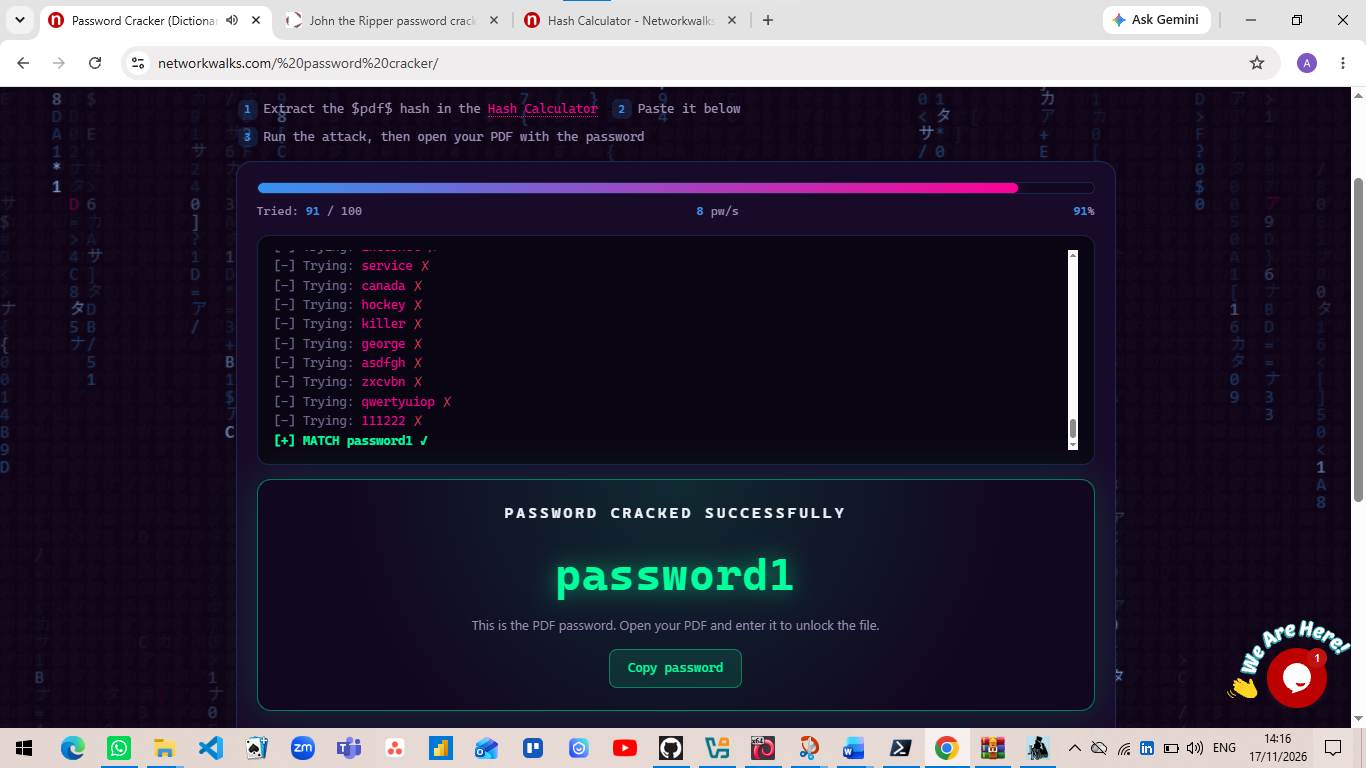 Password Cracker (Dictionar
John the Ripper password crack
Hash Calculator - Networkwalks
Ask Gemini
networkwalks.com/%20password%20cracker/
A
1 Extract the $pdf$ hash in the Hash Calculator 2 Paste it below
3 Run the attack, then open your PDF with the password
Tried: 91 / 100
8 pw/s
91%
[-] Trying: service ✗
[-] Trying: canada ✗
[-] Trying: hockey ✗
[-] Trying: killer ✗
[-] Trying: george ✗
[-] Trying: asdfgh ✗
[-] Trying: zxcvbn ✗
[-] Trying: qwertyuiop ✗
[-] Trying: 111222 ✗
[+] MATCH password1 ✓
PASSWORD CRACKED SUCCESSFULLY
password1
This is the PDF password. Open your PDF and enter it to unlock the file.
Copy password
We Are Here!
1
ENG
14:16
17/11/2026